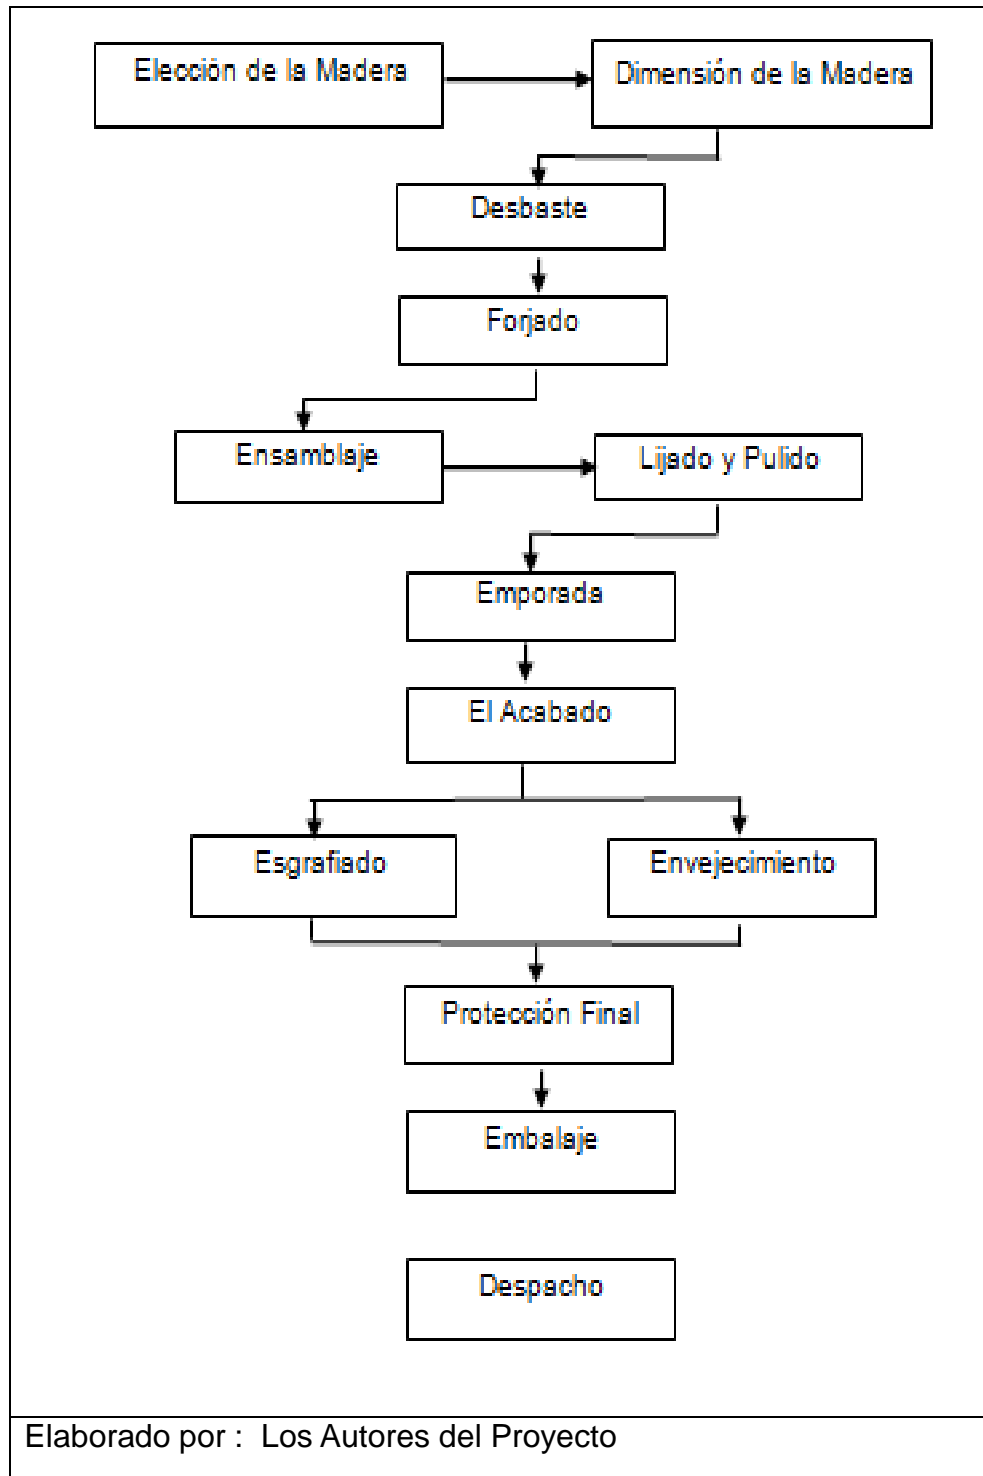 Elección de la Madera
Dimensión de la Madera
Desbaste
Forjado
Ensamblaje
Lijado y Pulido
Emporada
El Acabado
Esgrafiado
Envejecimiento
Protección Final
Embalaje
Despacho
Elaborado por : Los Autores del Proyecto